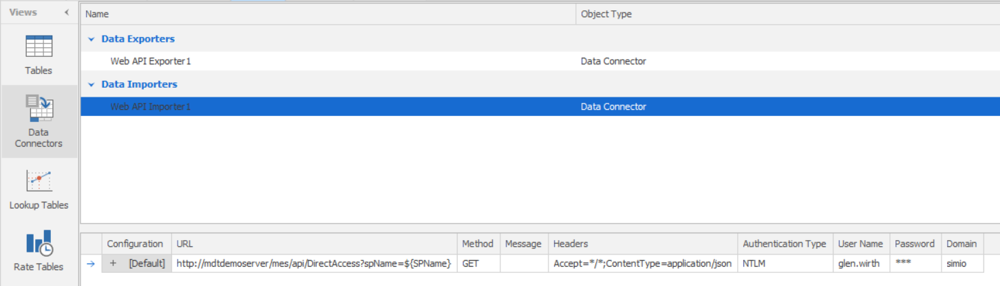 Views
Name Object Type
Data Exporters
Web API Exporter1 Data Connector
Tables
Data Importers
Web API Importer1 Data Connector
Data
Connectors
Lookup Tables
Rate Tables
Configuration URL Method Message Headers Authentication Type User Name Password Domain
+ [Default] http://mdtdemoserver/mes/api/DirectAccess?spName=${SPName} GET Accept=*/*;ContentType=application/json NTLM glen.wirth *** simio